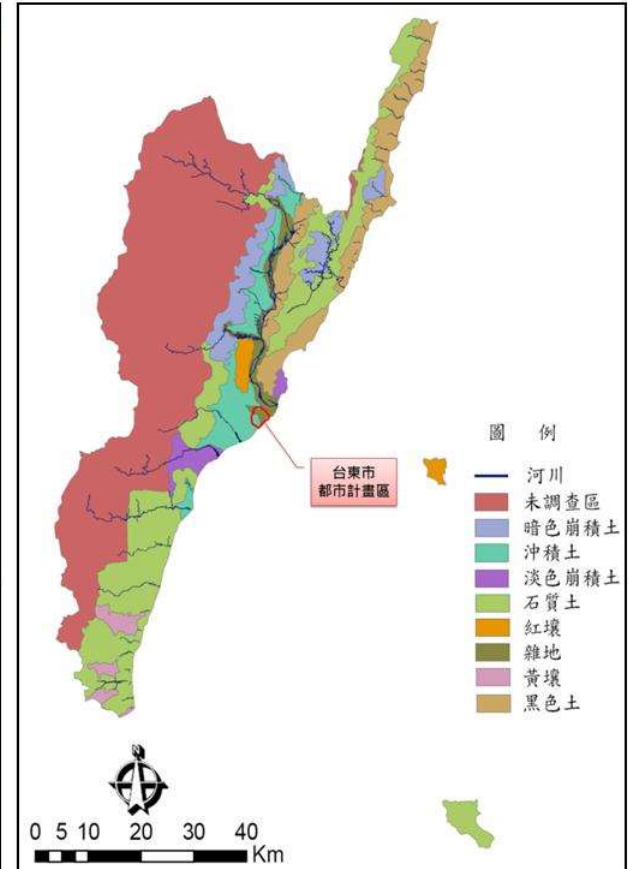 圖 例
台東市
都市計畫區
河川
未調查區
暗色崩積土
沖積土
淡色崩積土
石質土
紅壤
雜地
黃壤
黑色土
N
0 5 10 20 30 40
Km